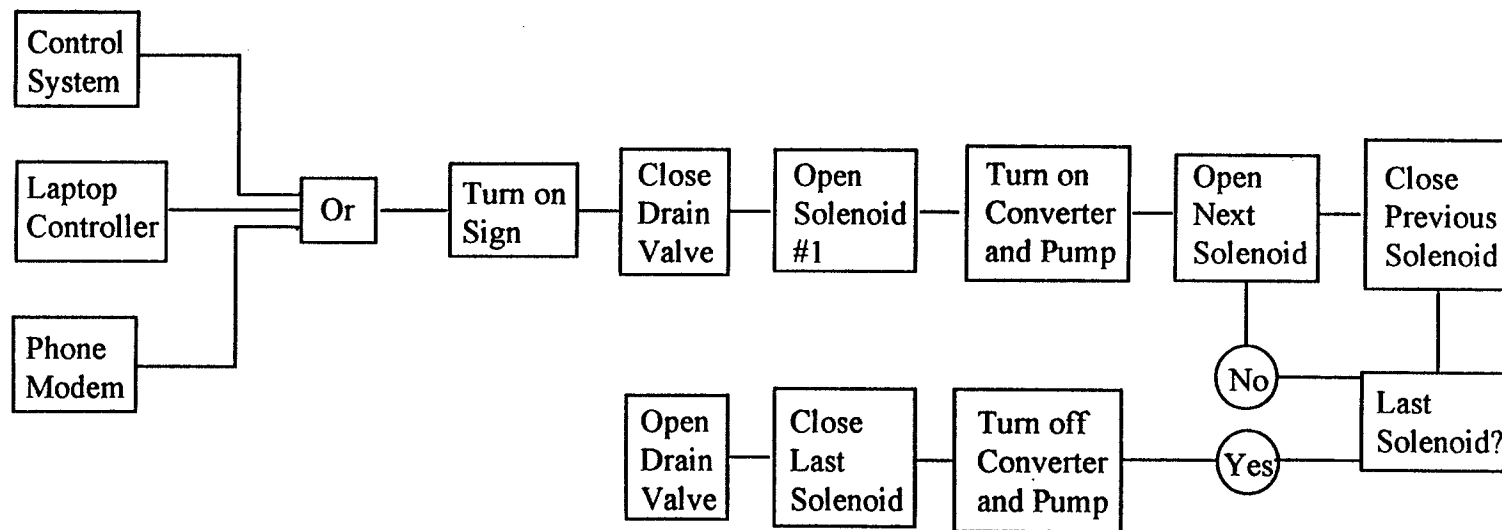 Control
System
Laptop
Controller
Phone
Modem
Or
Turn on
Sign
Close
Drain
Valve
Open
Solenoid
#1
Turn on
Converter
and Pump
Open
Next
Solenoid
Close
Previous
Solenoid
No
Last
Solenoid?
Yes
Turn off
Converter
and Pump
Close
Last
Solenoid
Open
Drain
Valve